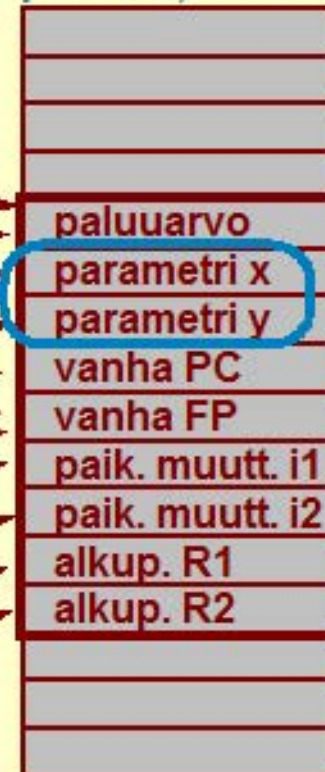 paluuarvo
parametri x
parametri y
vanha PC
vanha FP
paik. muutt. i1
paik. muutt. i2
alkup. R1
alkup. R2